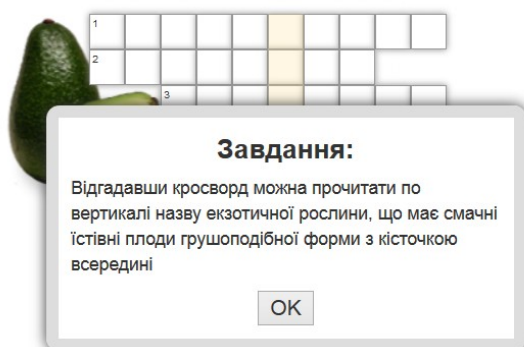 1
2
3
Завдання:
Відгадавши кросворд можна прочитати по
вертикалі назву екзотичної рослини, що має смачні
їстівні плоди грушоподібної форми з кісточкою
всередині
OK